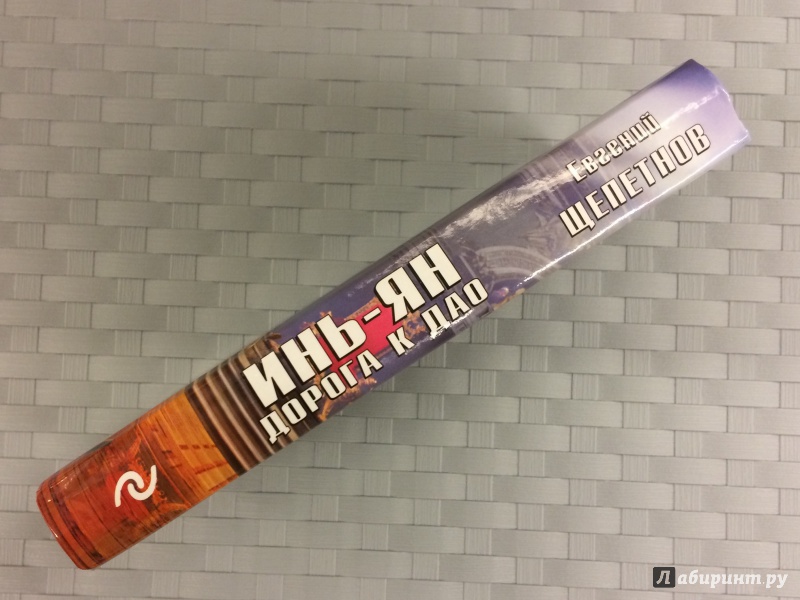 Евгений
ЩЕПЕТНОВ
ИНЬ-ЯН
ДОРОГА К ДАО
Лабиринт.ру